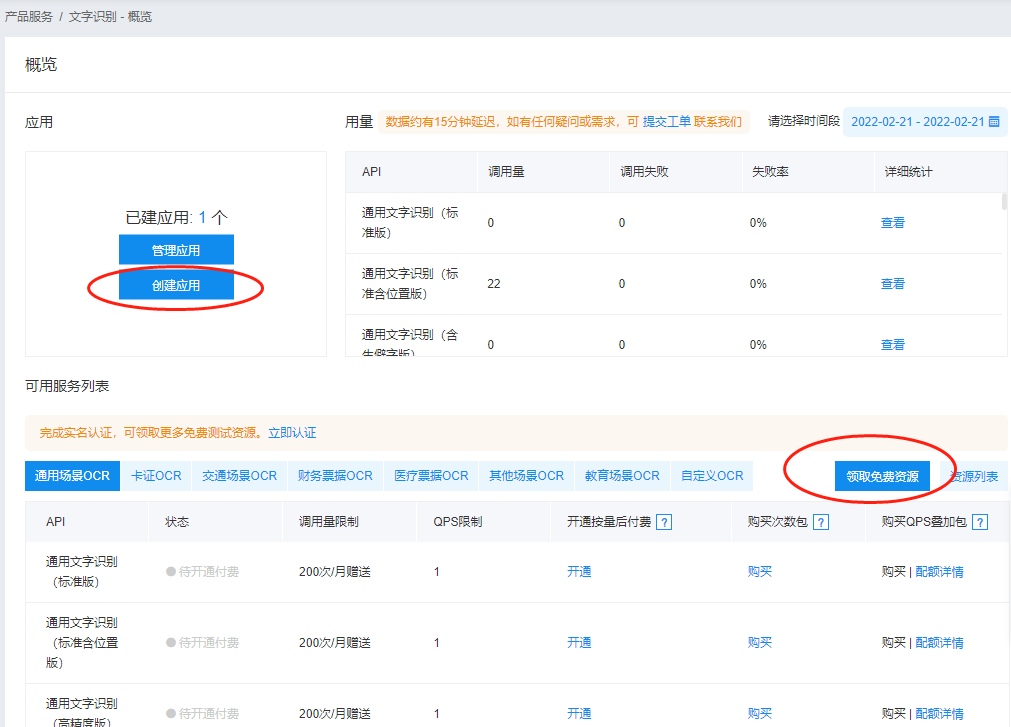 产品服务 / 文字识别 - 概览
概览
应用
用量 数据约有15分钟延迟，如有任何疑问或需求，可 提交工单 联系我们 请选择时间段 2022-02-21 - 2022-02-21
已建应用: 1 个
管理应用
创建应用
API 调用量 调用失败 失败率 详细统计
通用文字识别（标
准版） 0 0 0% 查看
通用文字识别（标
准含位置版） 22 0 0% 查看
通用文字识别（含
生僻字版） 0 0 0% 查看
可用服务列表
完成实名认证，可领取更多免费测试资源。立即认证
通用场景OCR 卡证OCR 交通场景OCR 财务票据OCR 医疗票据OCR 其他场景OCR 教育场景OCR 自定义OCR 领取免费资源 资源列表
API 状态 调用量限制 QPS限制 开通按量后付费 ? 购买次数包 ? 购买QPS叠加包 ?
通用文字识别
（标准版） 待开通付费 200次/月赠送 1 开通 购买 购买 | 配额详情
通用文字识别
（标准含位置
版） 待开通付费 200次/月赠送 1 开通 购买 购买 | 配额详情
通用文字识别
（高精度版） 待开通付费 200次/月赠送 1 开通 购买 购买 | 配额详情